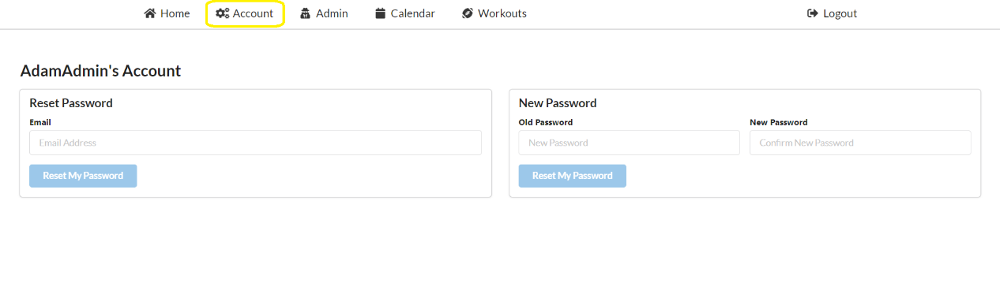 Home Account Admin Calendar Workouts Logout
AdamAdmin's Account
Reset Password
Email
Email Address
Reset My Password
New Password
Old Password New Password
New Password Confirm New Password
Reset My Password